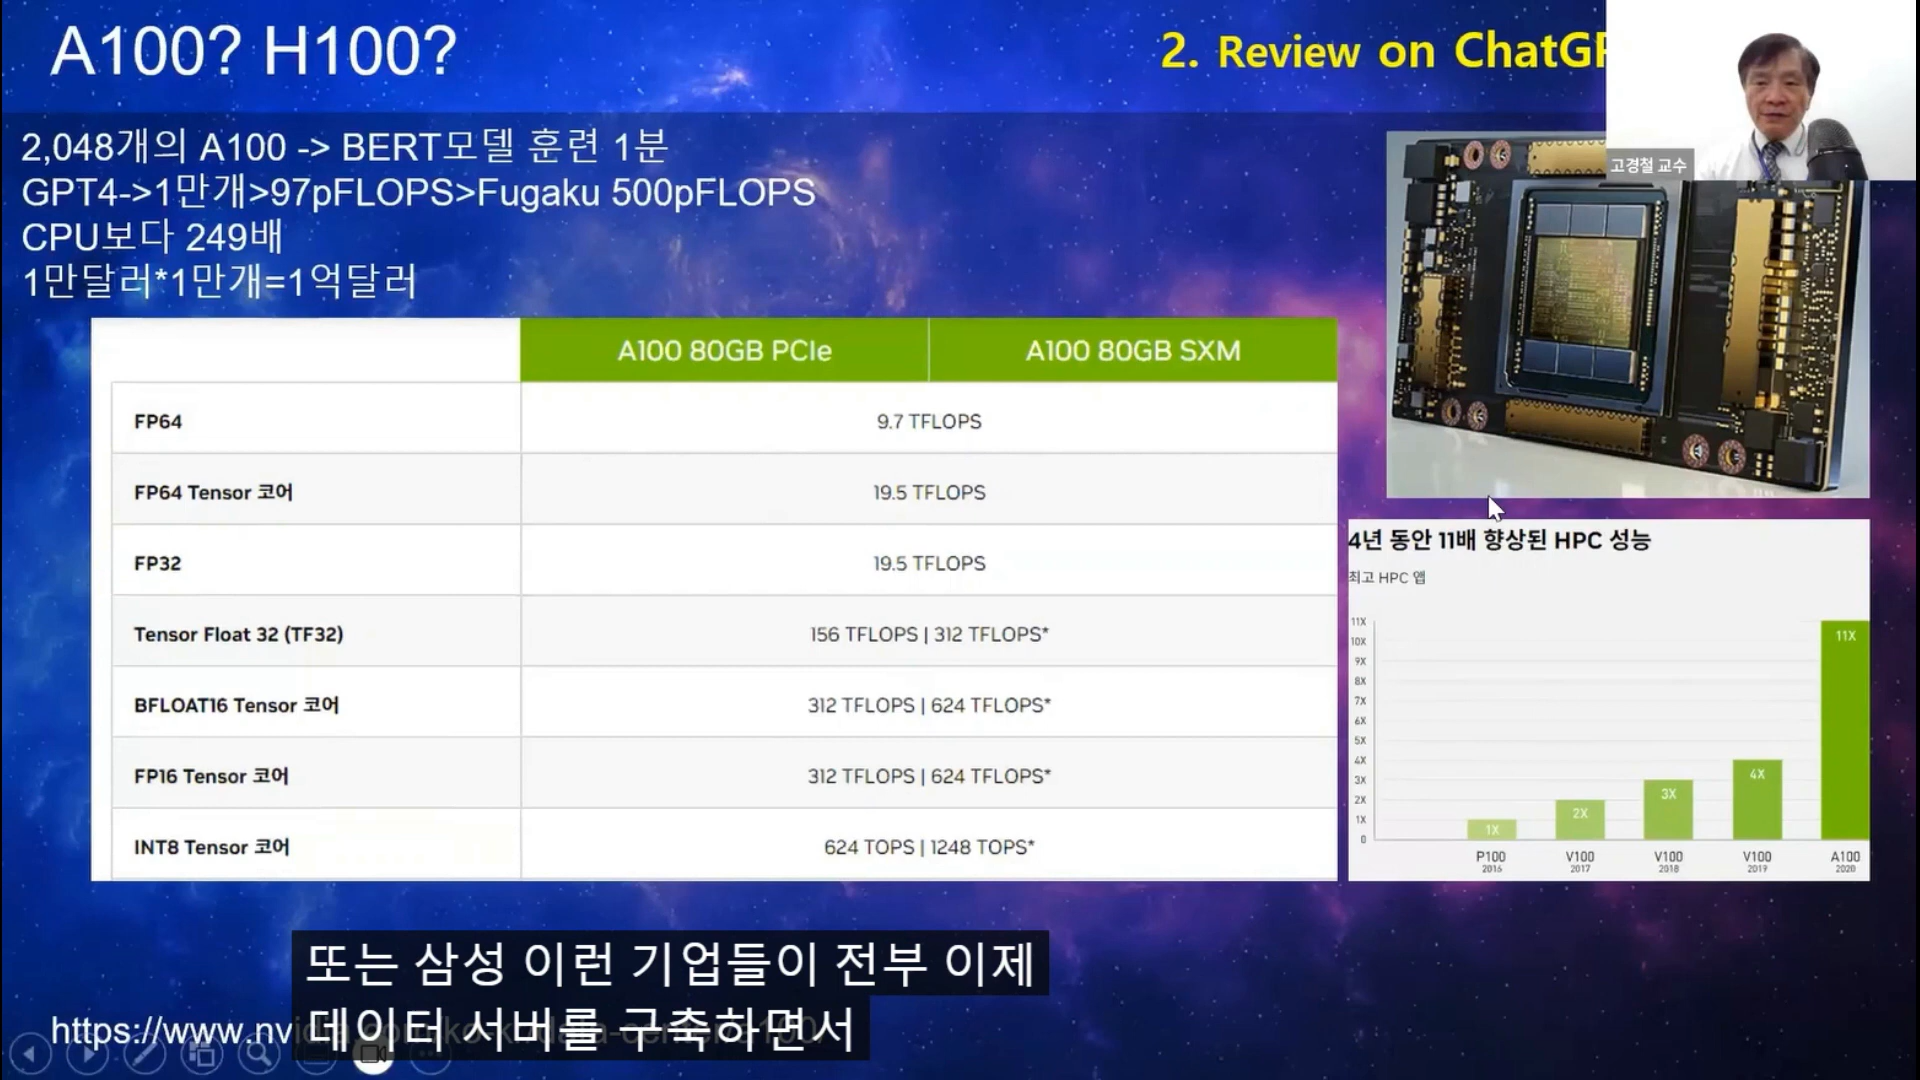 A100? H100?
2. Review on ChatGP
고경철 교수
2,048개의 A100 -> BERT모델 훈련 1분
GPT4->1만개>97pFLOPS>Fugaku 500pFLOPS
CPU보다 249배
1만달러*1만개=1억달러
A100 80GB PCIe A100 80GB SXM
FP64 9.7 TFLOPS
FP64 Tensor 코어 19.5 TFLOPS
FP32 19.5 TFLOPS
Tensor Float 32 (TF32) 156 TFLOPS | 312 TFLOPS*
BFLOAT16 Tensor 코어 312 TFLOPS | 624 TFLOPS*
FP16 Tensor 코어 312 TFLOPS | 624 TFLOPS*
INT8 Tensor 코어 624 TOPS | 1248 TOPS*
4년 동안 11배 향상된 HPC 성능
최고 HPC 앱
11X
10X
9X
8X
7X
6X
5X
4X
3X
2X
1X
0
1X 2X 3X 4X 11X
P100 V100 V100 V100 A100
2016 2017 2018 2019 2020
또는 삼성 이런 기업들이 전부 이제
데이터 서버를 구축하면서
https://www.nv